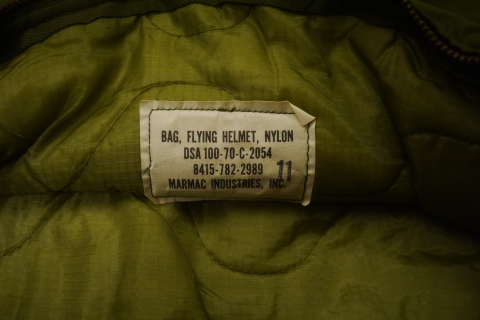 BAG, FLYING HELMET, NYLON
DSA 100-70-C-2054
8415-782-2989
MARMAC INDUSTRIES, INC.
11